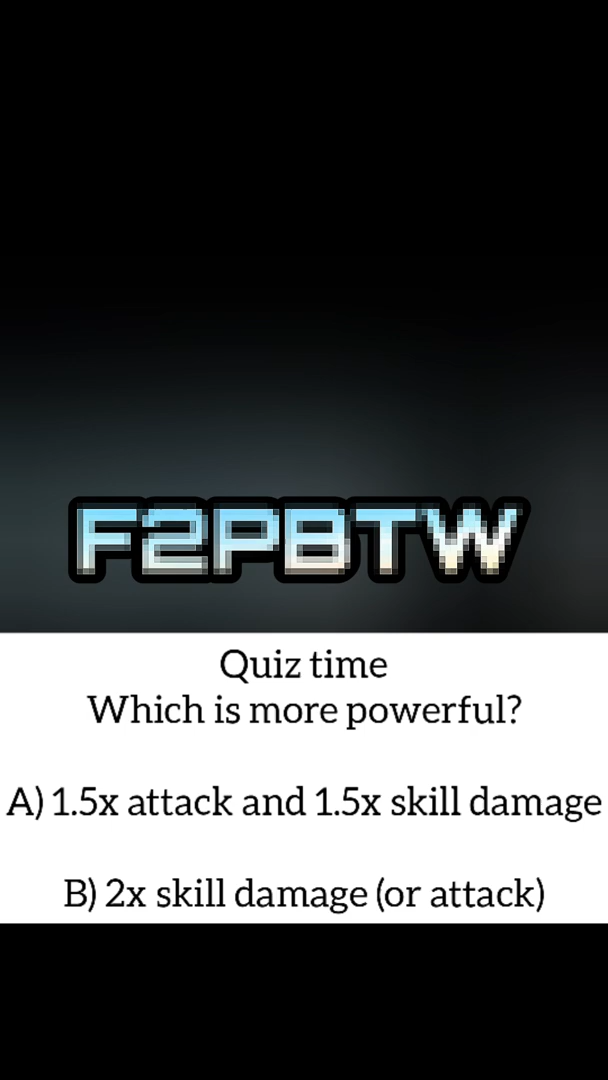 F2PBTW
Quiz time
Which is more powerful?
A) 1.5x attack and 1.5x skill damage
B) 2x skill damage (or attack)